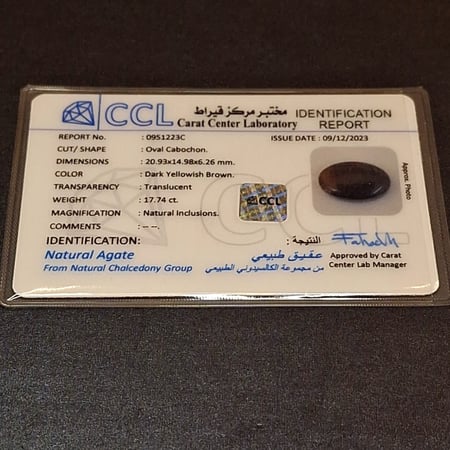 CCL مختبر مركز قيراط IDENTIFICATION
Carat Center Laboratory REPORT
REPORT No. : 0951223C ISSUE DATE : 09/12/2023
CUT/ SHAPE : Oval Cabochon.
DIMENSIONS : 20.93x14.98x6.26 mm.
COLOR : Dark Yellowish Brown.
TRANSPARENCY : Translucent
WEIGHT : 17.74 ct.
MAGNIFICATION : Natural Inclusions.
COMMENTS : -- --.
CCL
Approx. Photo
IDENTIFICATION: النتيجة :
Natural Agate عقيق طبيعي
From Natural Chalcedony Group من مجموعة الكالسيدوني الطبيعي
Approved by Carat
Center Lab Manager
CCL